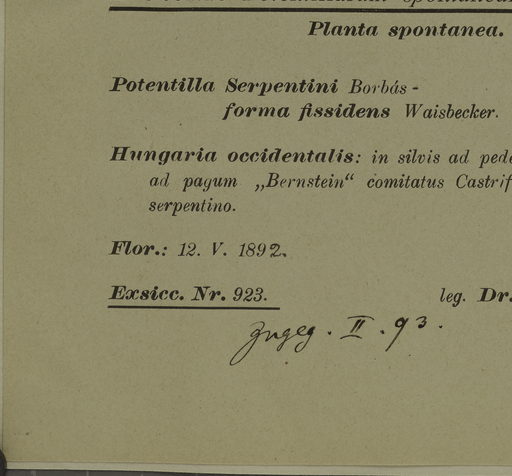 Planta spontanea.
Potentilla Serpentini Borbás -
forma fissidens Waisbecker.
Hungaria occidentalis: in silvis ad pede
ad pagum „Bernstein“ comitatus Castrif
serpentino.
Flor.: 12. V. 1892.
Exsicc. Nr. 923.
leg. Dr.
Zugeg. II. 93.